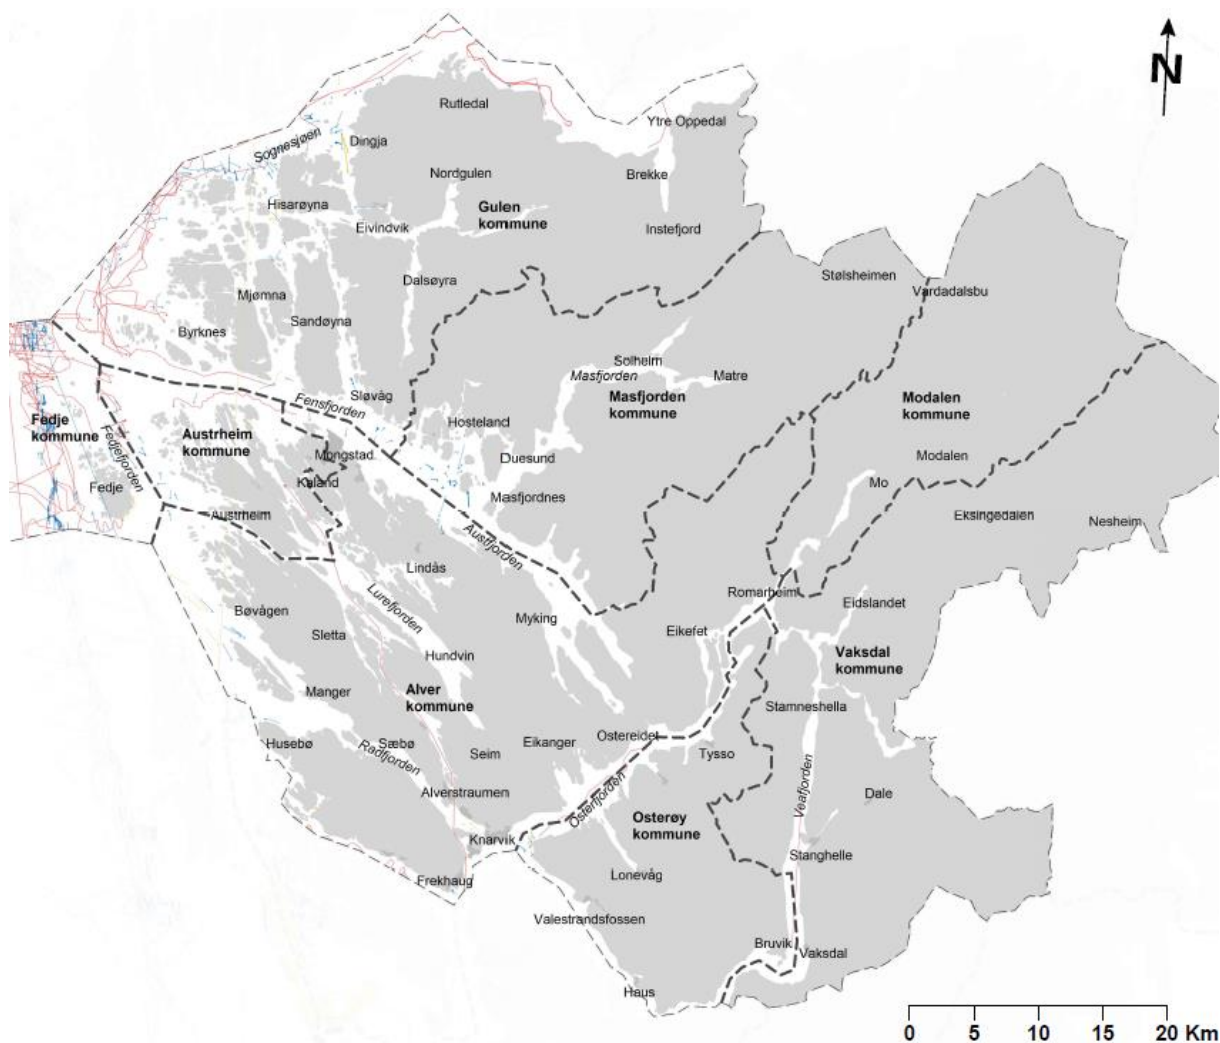 N
Rutledal
Ytre Oppedal
Sognesjøen
Dingja
Nordgulen
Brekke
Hisarøyna
Gulen
kommune
Eivindvik
Instefjord
Stølsheimen
Dalsøyra
Vardadalsbu
Mjømna
Sandøyna
Byrknes
Solheim
Masfjorden
Matre
Sløvåg
Fensfjorden
Masfjorden
kommune
Modalen
kommune
Fedje
kommune
Fedjefjorden
Austrheim
kommune
Hosteland
Mongstad
Duesund
Modalen
Kaland
Mo
Fedje
Masfjordnes
Austrheim
Eksingedalen
Nesheim
Austfjorden
Lindås
Lurefjorden
Romarheim
Eidslandet
Bøvågen
Myking
Sletta
Eikefet
Hundvin
Vaksdal
kommune
Manger
Alver
kommune
Stamneshella
Husebø
Sæbø
Radfjorden
Seim
Eikanger
Ostereidet
Tysso
Veafjorden
Alverstraumen
Osterfjorden
Dale
Osterøy
kommune
Knarvik
Stanghelle
Frekhaug
Lonevåg
Valestrandsfossen
Bruvik
Vaksdal
Haus
0 5 10 15 20 Km